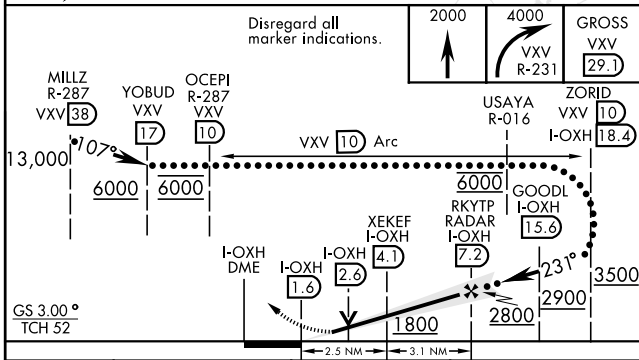 Disregard all
marker indications.
2000
4000
VXV
R-231
GROSS
VXV
29.1
MILLZ
R-287
VXV 38
YOBUD
VXV
17
OCEPI
R-287
VXV
10
USAYA
R-016
ZORID
VXV 10
I-OXH 18.4
13,000
107°
VXV 10 Arc
6000
6000
6000
GOODL
I-OXH
15.6
RKYTP
RADAR
I-OXH
7.2
XEKEF
I-OXH
4.1
I-OXH
2.6
I-OXH
1.6
I-OXH
DME
231°
3500
2900
2800
1800
GS 3.00°
TCH 52
2.5 NM
3.1 NM